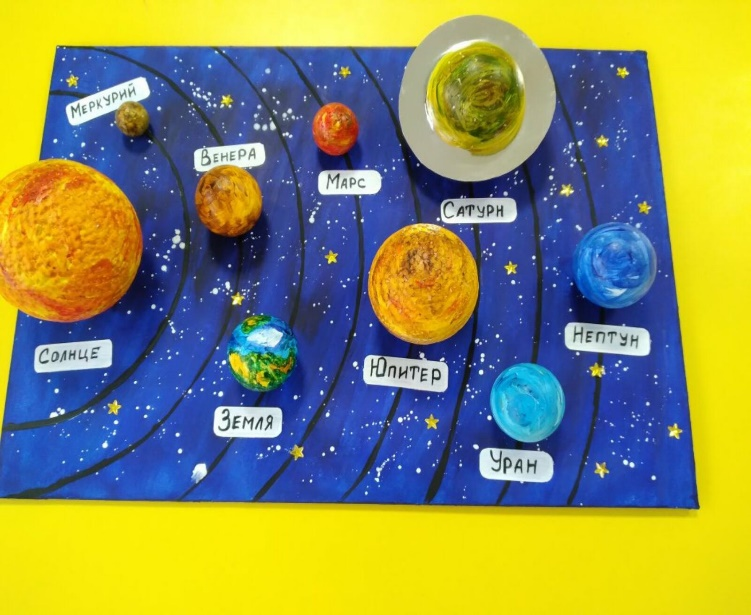 Меркурий
Венера
Марс
Сатурн
Солнце
Земля
Юпитер
Нептун
Уран